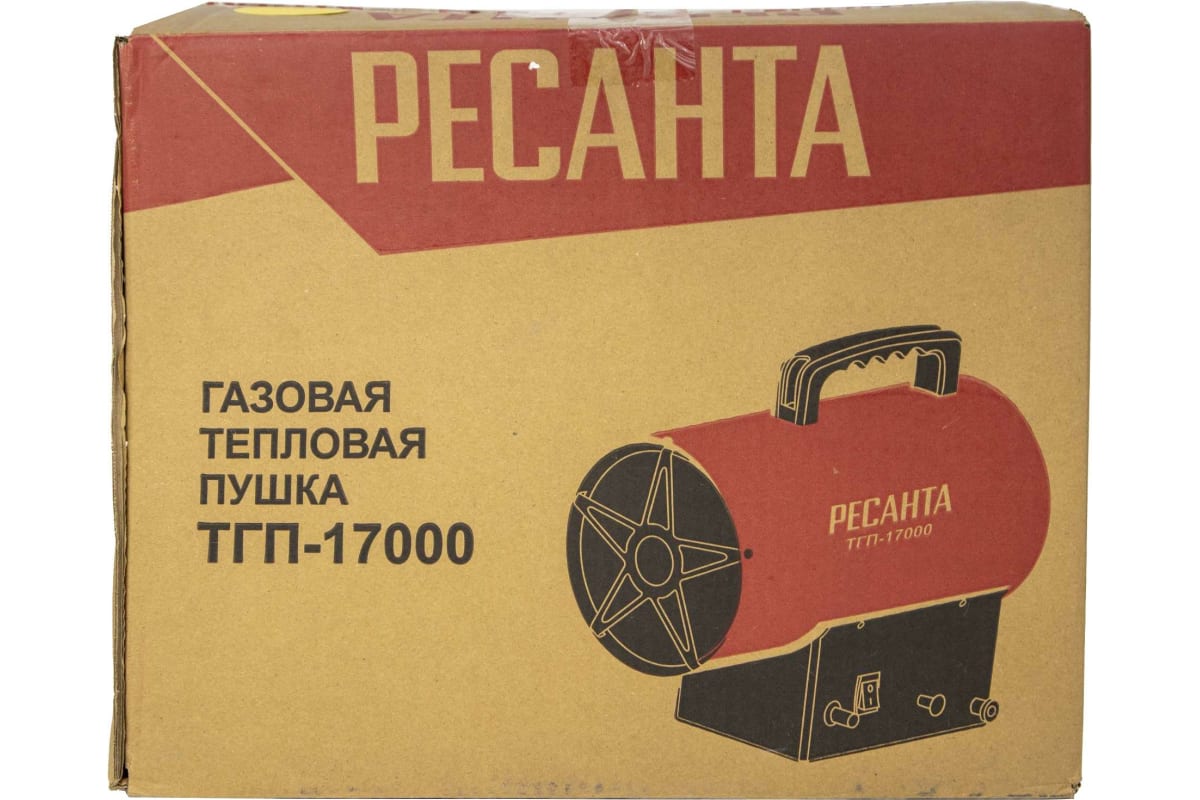 РЕСАНТА
ГАЗОВАЯ
ТЕПЛОВАЯ
ПУШКА
ТГП-17000
РЕСАНТА
ТГП-17000